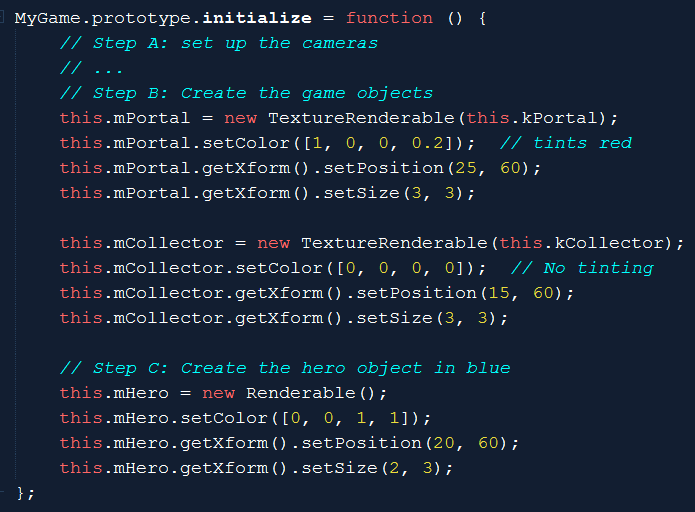 MyGame.prototype.initialize = function () {
    // Step A: set up the cameras
    // ...
    // Step B: Create the game objects
    this.mPortal = new TextureRenderable(this.kPortal);
    this.mPortal.setColor([1, 0, 0, 0.2]);  // tints red
    this.mPortal.getXform().setPosition(25, 60);
    this.mPortal.getXform().setSize(3, 3);

    this.mCollector = new TextureRenderable(this.kCollector);
    this.mCollector.setColor([0, 0, 0, 0]);  // No tinting
    this.mCollector.getXform().setPosition(15, 60);
    this.mCollector.getXform().setSize(3, 3);

    // Step C: Create the hero object in blue
    this.mHero = new Renderable();
    this.mHero.setColor([0, 0, 1, 1]);
    this.mHero.getXform().setPosition(20, 60);
    this.mHero.getXform().setSize(2, 3);
};